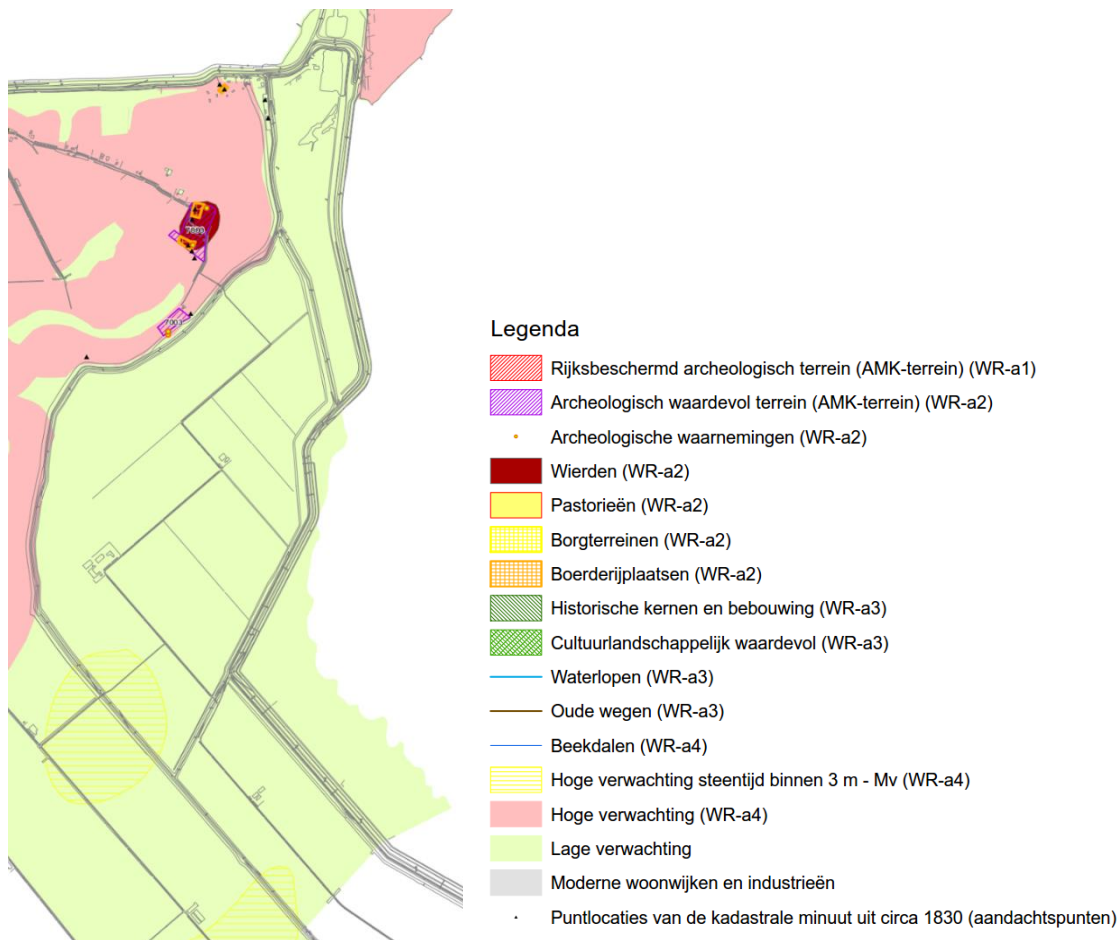 7003
Legenda
Rijksbeschermd archeologisch terrein (AMK-terrein) (WR-a1)
Archeologisch waardevol terrein (AMK-terrein) (WR-a2)
Archeologische waarnemingen (WR-a2)
Wierden (WR-a2)
Pastorieën (WR-a2)
Borgterreinen (WR-a2)
Boerderijplaatsen (WR-a2)
Historische kernen en bebouwing (WR-a3)
Cultuurlandschappelijk waardevol (WR-a3)
Waterlopen (WR-a3)
Oude wegen (WR-a3)
Beekdalen (WR-a4)
Hoge verwachting steentijd binnen 3 m - Mv (WR-a4)
Hoge verwachting (WR-a4)
Lage verwachting
Moderne woonwijken en industrieën
Puntlocaties van de kadastrale minuut uit circa 1830 (aandachtspunten)